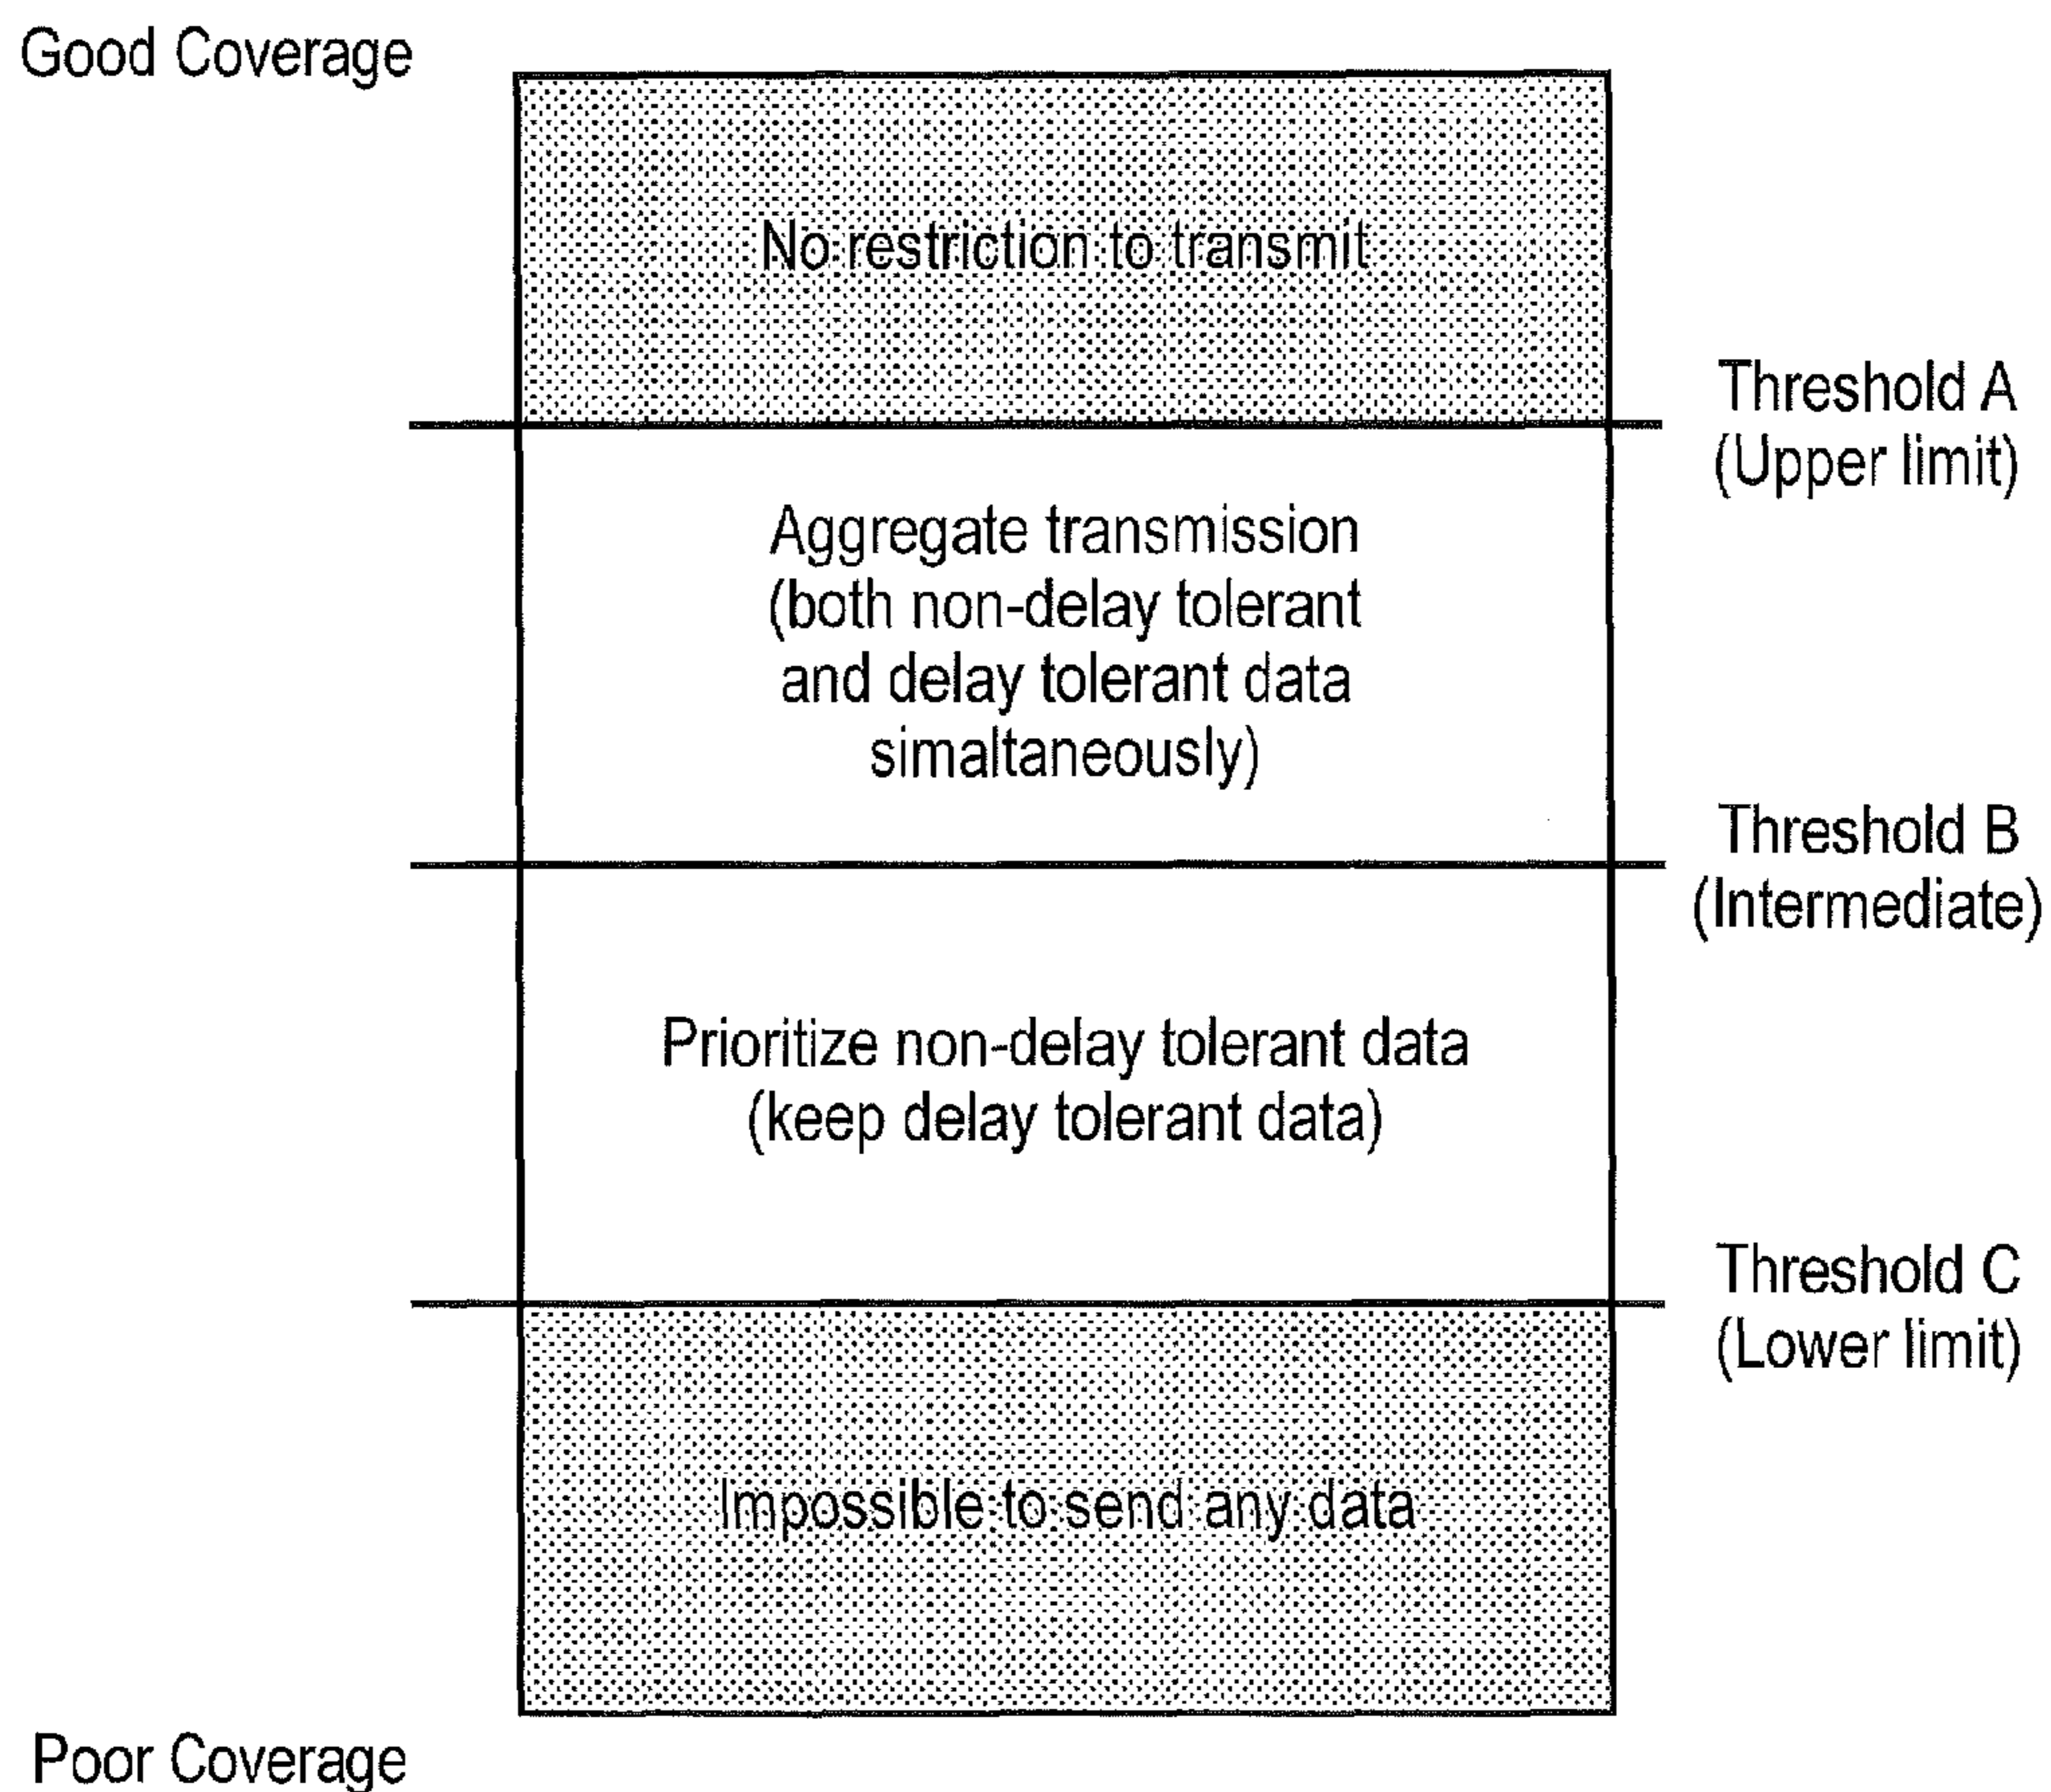 Good Coverage
No restriction to transmit
Threshold A
(Upper limit)
Aggregate transmission
(both non-delay tolerant
and delay tolerant data
simaltaneously)
Threshold B
(Intermediate)
Prioritize non-delay tolerant data
(keep delay tolerant data)
Threshold C
(Lower limit)
Impossible to send any data
Poor Coverage